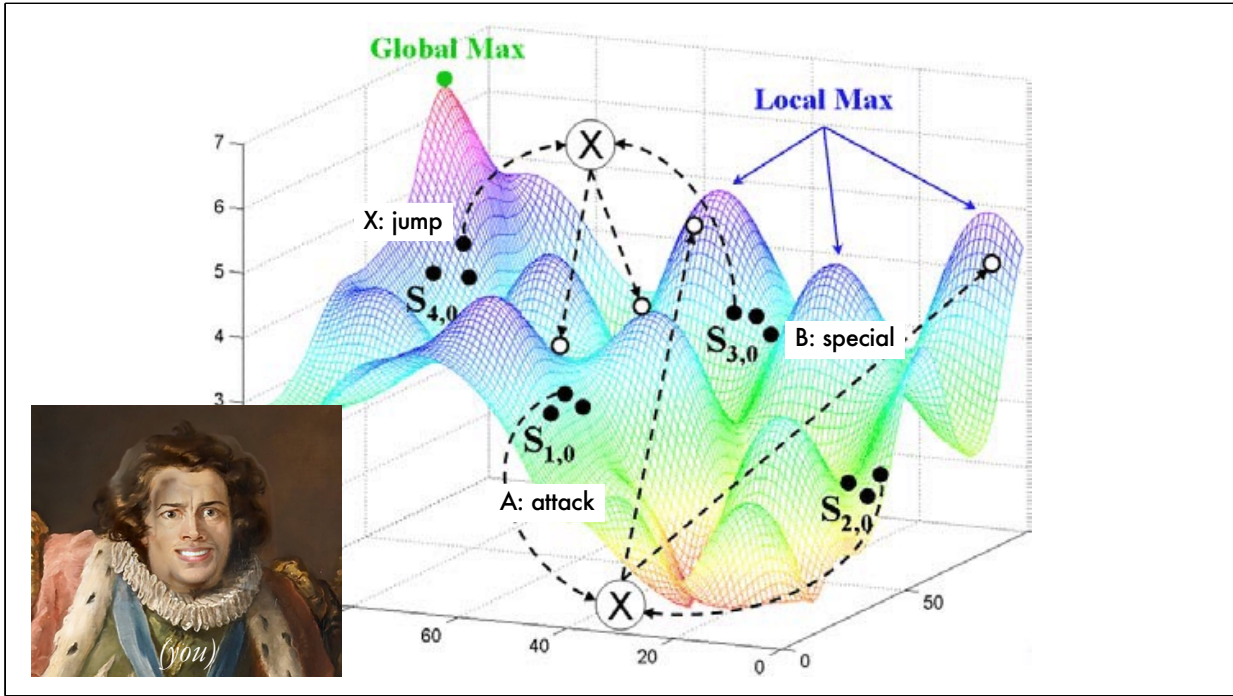 Global Max
Local Max
7
X
6
X: jump
5
S4,0
S3,0
B: special
4
3
S1,0
A: attack
S2,0
X
50
60
40
20
0
0
(you)